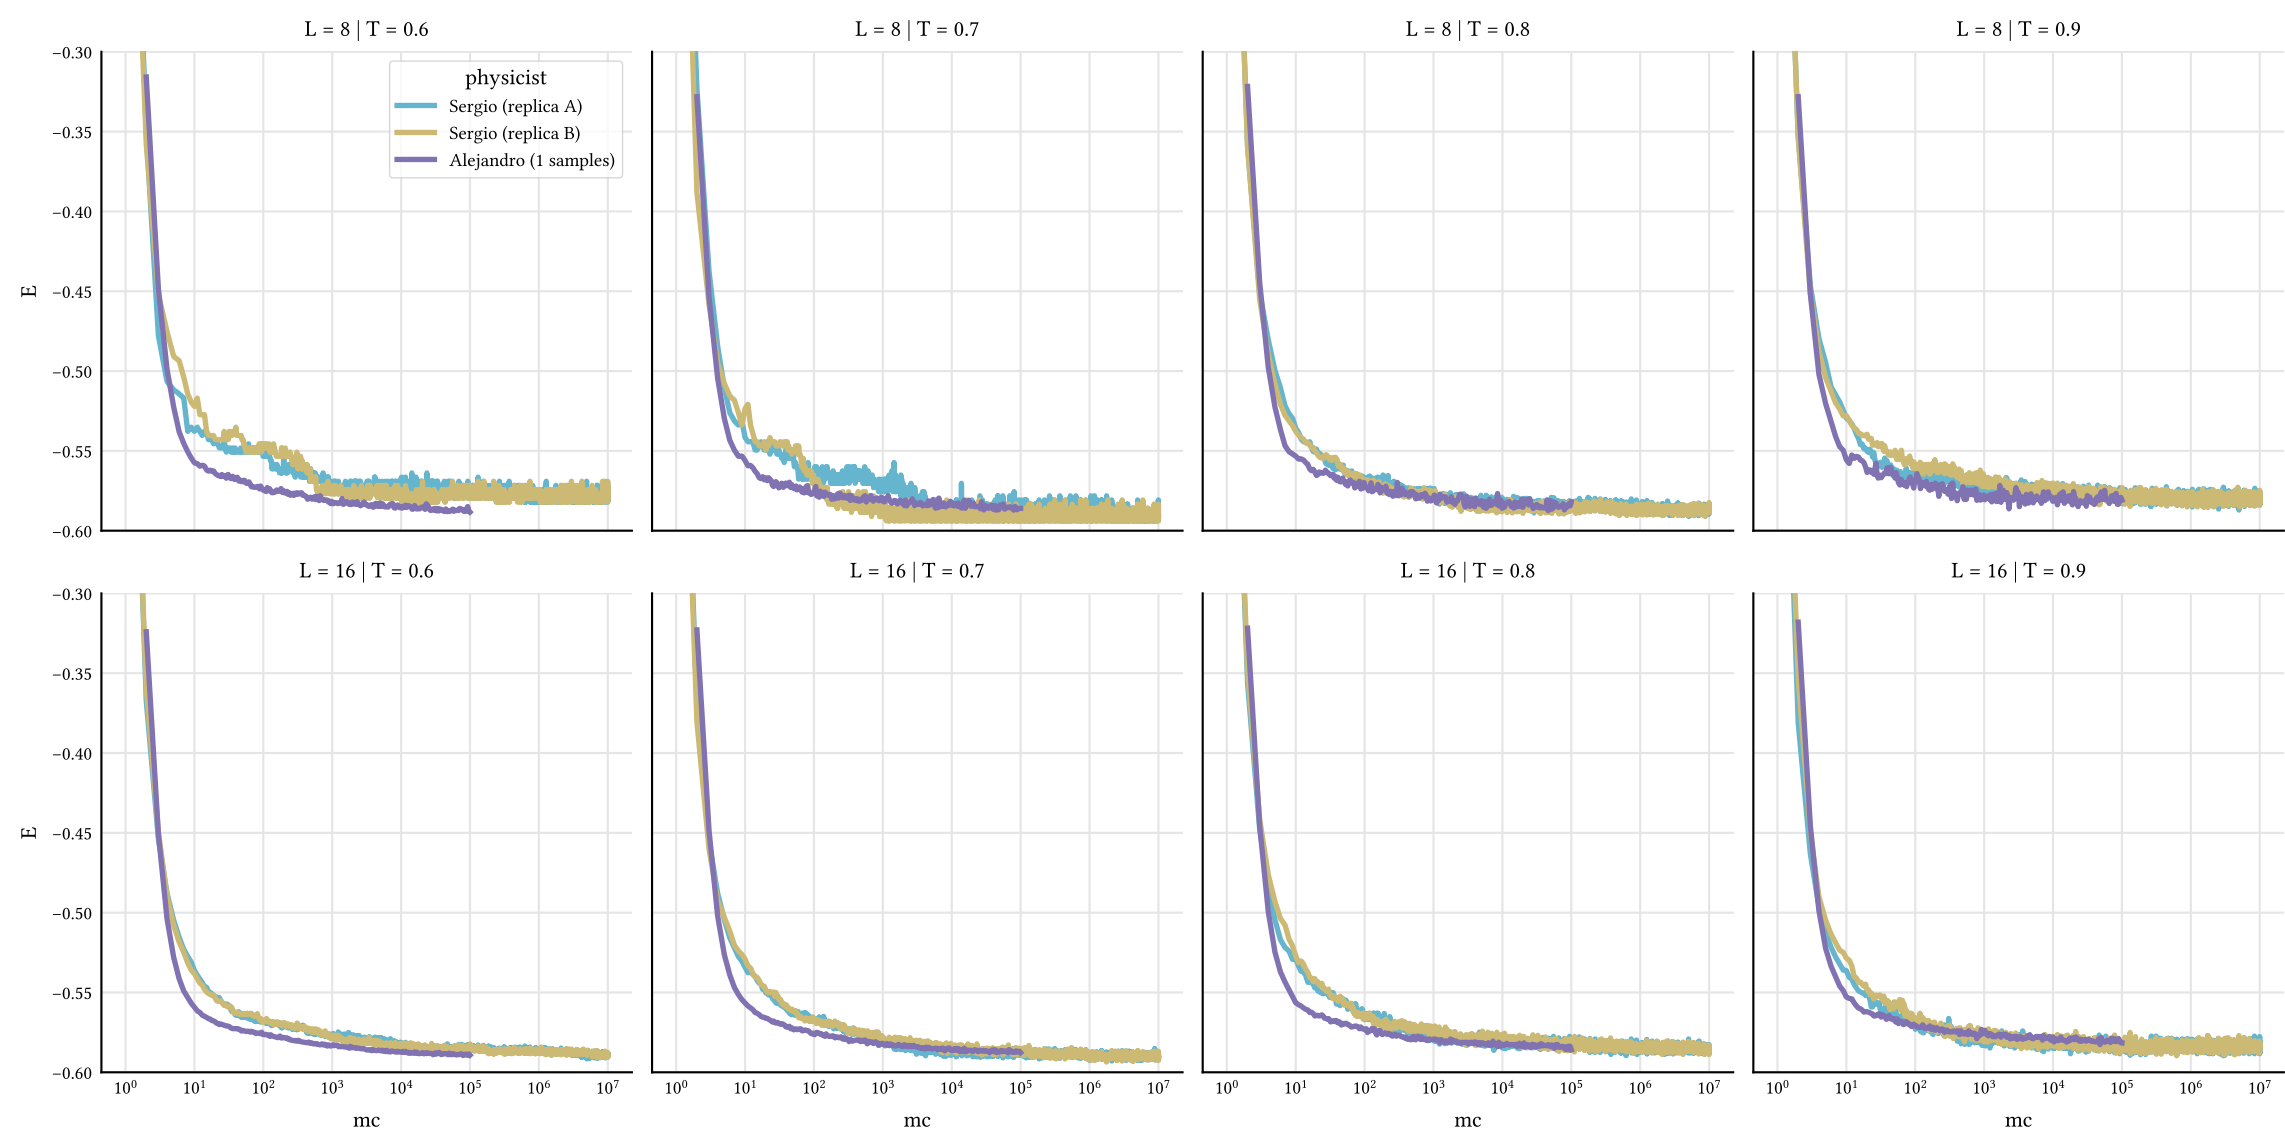 L = 8 | T = 0.6
L = 8 | T = 0.7
L = 8 | T = 0.8
L = 8 | T = 0.9
E
−0.30
−0.35
−0.40
−0.45
−0.50
−0.55
−0.60
physicist
Sergio (replica A)
Sergio (replica B)
Alejandro (1 samples)
L = 16 | T = 0.6
L = 16 | T = 0.7
L = 16 | T = 0.8
L = 16 | T = 0.9
E
−0.30
−0.35
−0.40
−0.45
−0.50
−0.55
−0.60
10⁰ 10¹ 10² 10³ 10⁴ 10⁵ 10⁶ 10⁷
10⁰ 10¹ 10² 10³ 10⁴ 10⁵ 10⁶ 10⁷
10⁰ 10¹ 10² 10³ 10⁴ 10⁵ 10⁶ 10⁷
10⁰ 10¹ 10² 10³ 10⁴ 10⁵ 10⁶ 10⁷
mc
mc
mc
mc